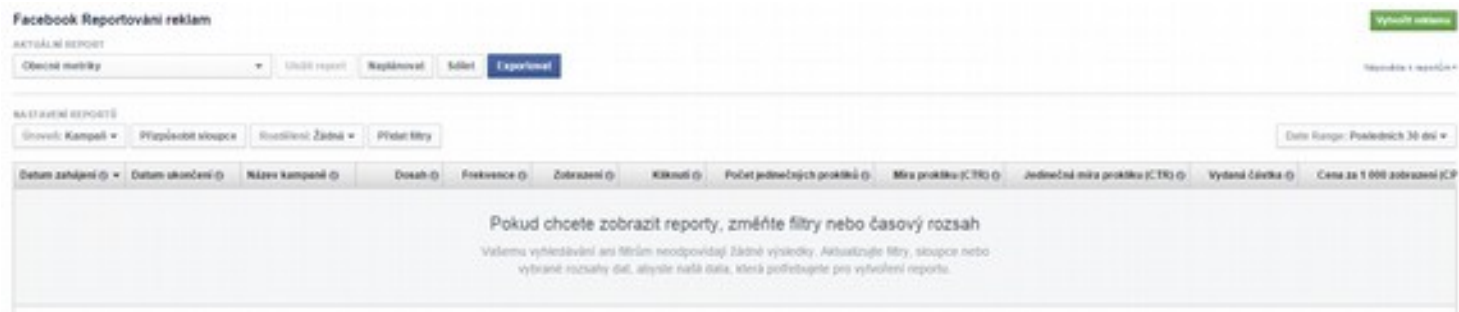 Facebook Reportování reklam
Vytvořit reklamu
AKTUÁLNÍ REPORT
Obecné metriky
Uložit report
Naplánovat
Sdílet
Exportovat
Nápověda k reportům
NASTAVENÍ REPORTŮ
Úroveň: Kampaň
Přizpůsobit sloupce
Rozdělení: Žádná
Přidat filtry
Date Range: Posledních 30 dní
Datum zahájení Datum ukončení Název kampaně Dosah Frekvence Zobrazení Kliknutí Počet jedinečných prokliků Míra prokliku (CTR) Jedinečná míra prokliku (CTR) Vydaná částka Cena za 1 000 zobrazení (CP
Pokud chcete zobrazit reporty, změňte filtry nebo časový rozsah
Vašemu vyhledávání ani filtrům neodpovídají žádné výsledky. Aktualizujte filtry, sloupce nebo
vybrané rozsahy dat, abyste našli data, která potřebujete pro vytvoření reportu.